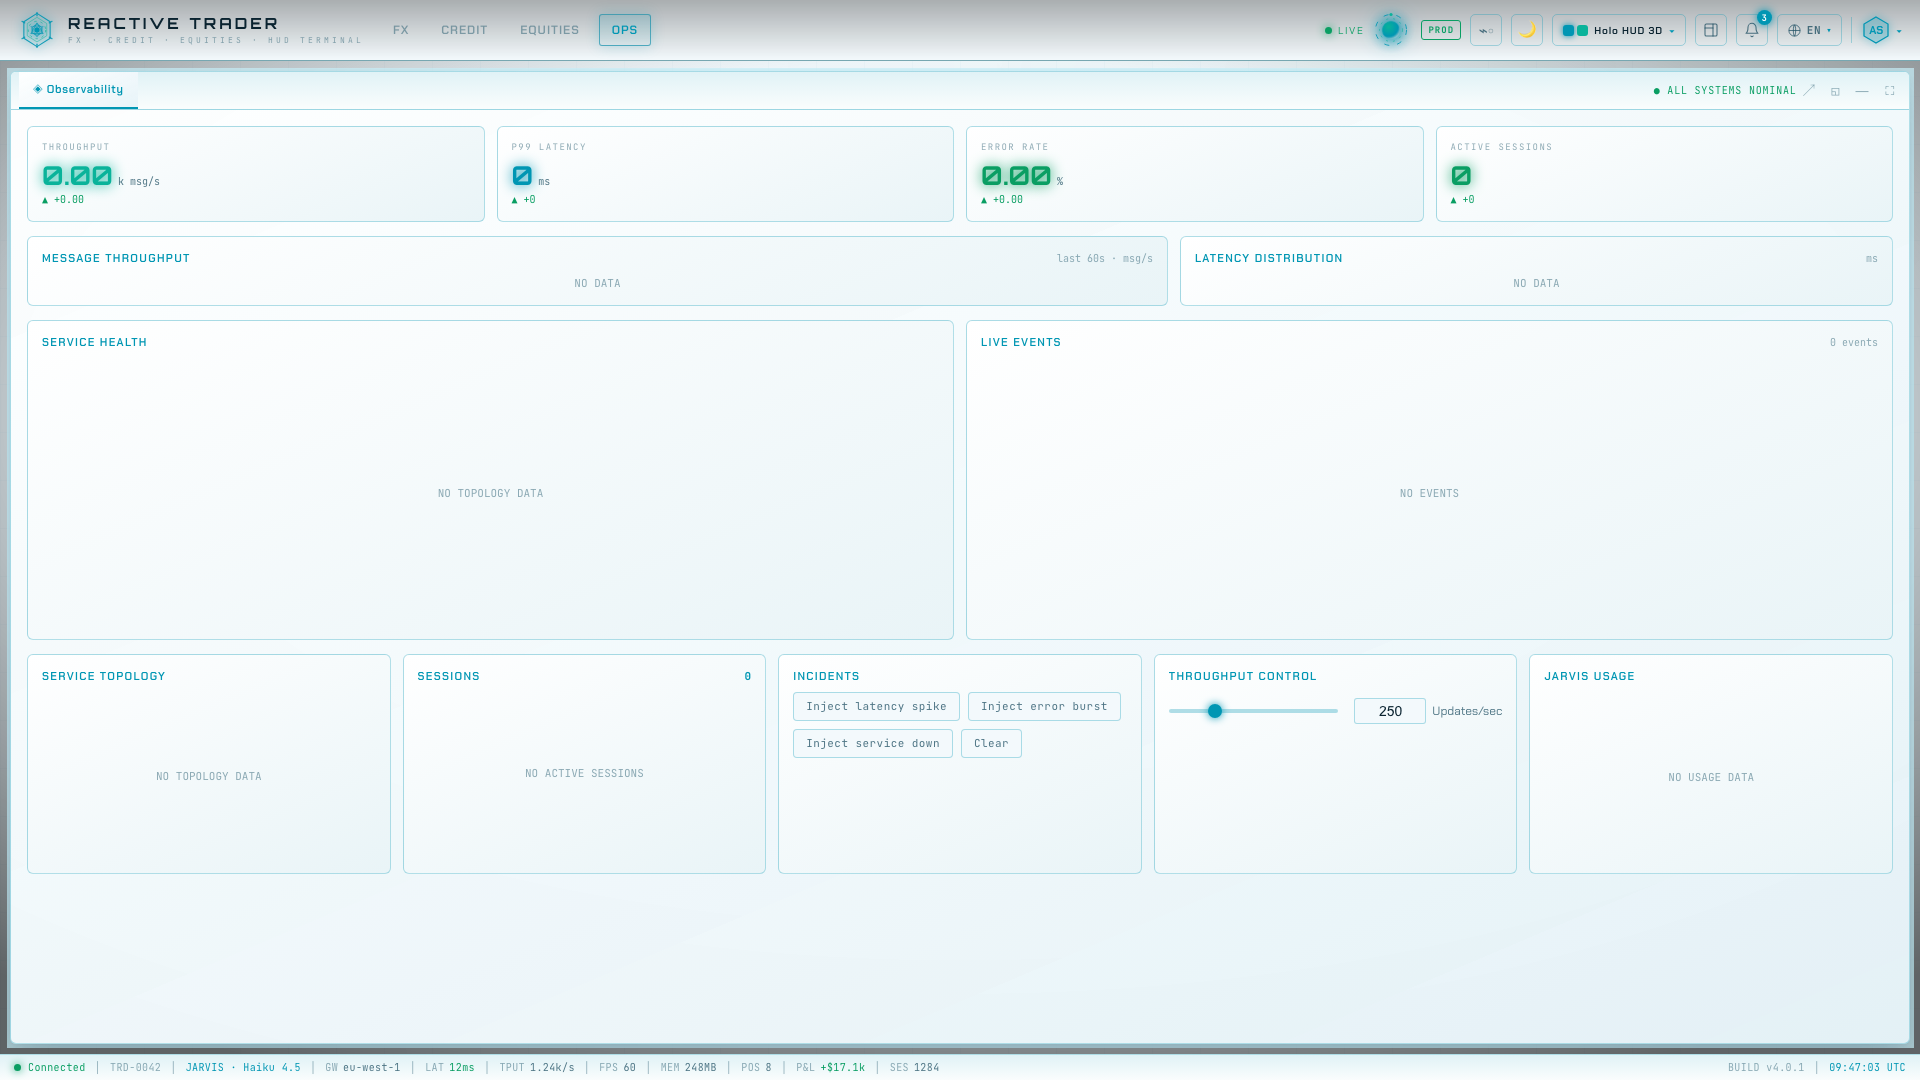 REACTIVE TRADER
FX · CREDIT · EQUITIES · HUD TERMINAL
FX
CREDIT
EQUITIES
OPS
LIVE
PROD
Holo HUD 3D
3
EN
AS
◈ Observability
ALL SYSTEMS NOMINAL
THROUGHPUT
0.00 k msg/s
▲ +0.00
P99 LATENCY
0 ms
▲ +0
ERROR RATE
0.00 %
▲ +0.00
ACTIVE SESSIONS
0
▲ +0
MESSAGE THROUGHPUT
last 60s · msg/s
NO DATA
LATENCY DISTRIBUTION
ms
NO DATA
SERVICE HEALTH
NO TOPOLOGY DATA
LIVE EVENTS
0 events
NO EVENTS
SERVICE TOPOLOGY
NO TOPOLOGY DATA
SESSIONS
0
NO ACTIVE SESSIONS
INCIDENTS
Inject latency spike
Inject error burst
Inject service down
Clear
THROUGHPUT CONTROL
250
Updates/sec
JARVIS USAGE
NO USAGE DATA
Connected
TRD-0042
JARVIS · Haiku 4.5
GW eu-west-1
LAT 12ms
TPUT 1.24k/s
FPS 60
MEM 248MB
POS 8
P&L +$17.1k
SES 1284
BUILD v4.0.1
09:47:03 UTC